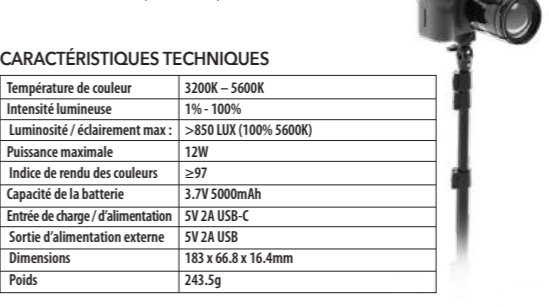 CARACTÉRISTIQUES TECHNIQUES
Température de couleur 3200K – 5600K
Intensité lumineuse 1% - 100%
Luminosité / éclairement max : >850 LUX (100% 5600K)
Puissance maximale 12W
Indice de rendu des couleurs ≥97
Capacité de la batterie 3.7V 5000mAh
Entrée de charge / d'alimentation 5V 2A USB-C
Sortie d'alimentation externe 5V 2A USB
Dimensions 183 x 66.8 x 16.4mm
Poids 243.5g